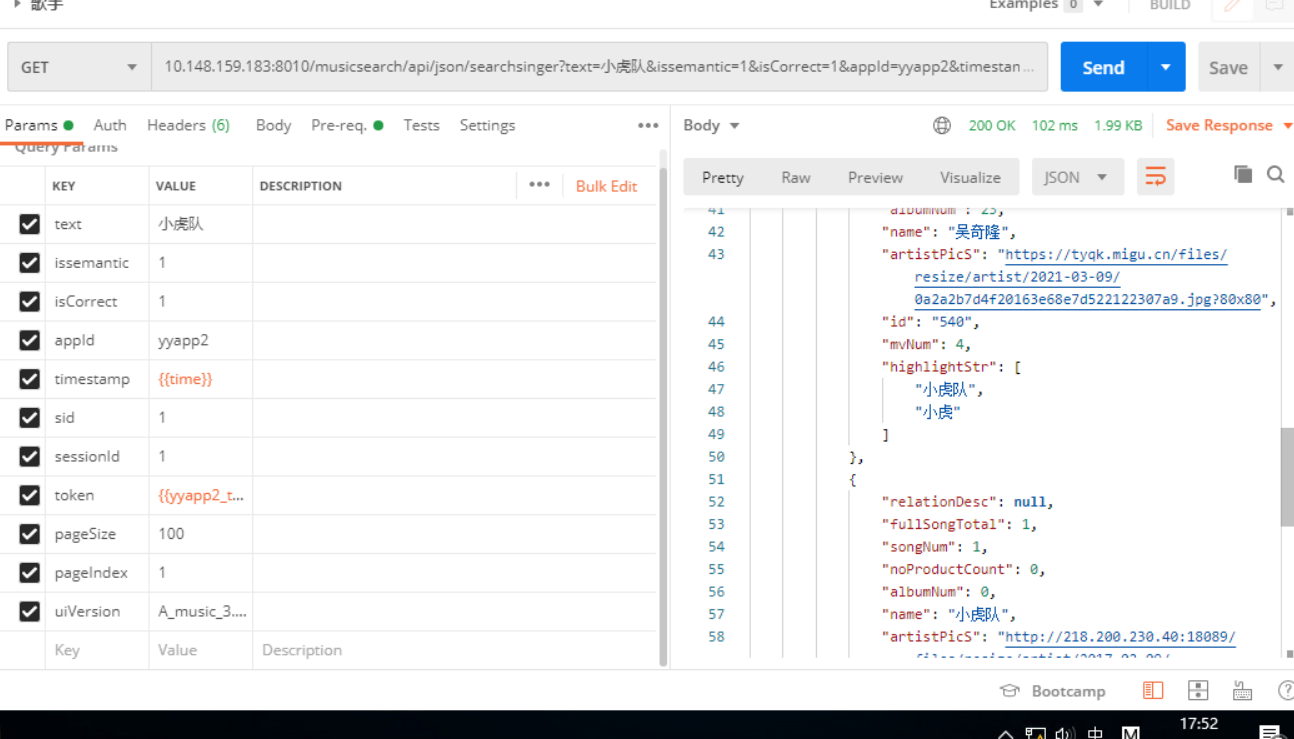 歌手
Examples 0
BUILD
GET
10.148.159.183:8010/musicsearch/api/json/searchsinger?text=小虎队&issemantic=1&isCorrect=1&appId=yyapp2&timestan ...
Send
Save
Params
Auth
Headers (6)
Body
Pre-req.
Tests
Settings
Query Params
KEY VALUE DESCRIPTION
Bulk Edit
text 小虎队
issemantic 1
isCorrect 1
appId yyapp2
timestamp {{time}}
sid 1
sessionId 1
token {{yyapp2_t...
pageSize 100
pageIndex 1
uiVersion A_music_3....
Key Value Description
Body
200 OK 102 ms 1.99 KB
Save Response
Pretty Raw Preview Visualize
JSON
41 "albumNum": 23,
42 "name": "吴奇隆",
43 "artistPicS": "https://tyqk.migu.cn/files/
resize/artist/2021-03-09/
0a2a2b7d4f20163e68e7d522122307a9.jpg?80x80",
44 "id": "540",
45 "mvNum": 4,
46 "highlightStr": [
47 "小虎队",
48 "小虎"
49 ]
50 },
51 {
52 "relationDesc": null,
53 "fullSongTotal": 1,
54 "songNum": 1,
55 "noProductCount": 0,
56 "albumNum": 0,
57 "name": "小虎队",
58 "artistPicS": "http://218.200.230.40:18089/
files/resize/artist/2017-02-09/
Bootcamp
中
M
17:52